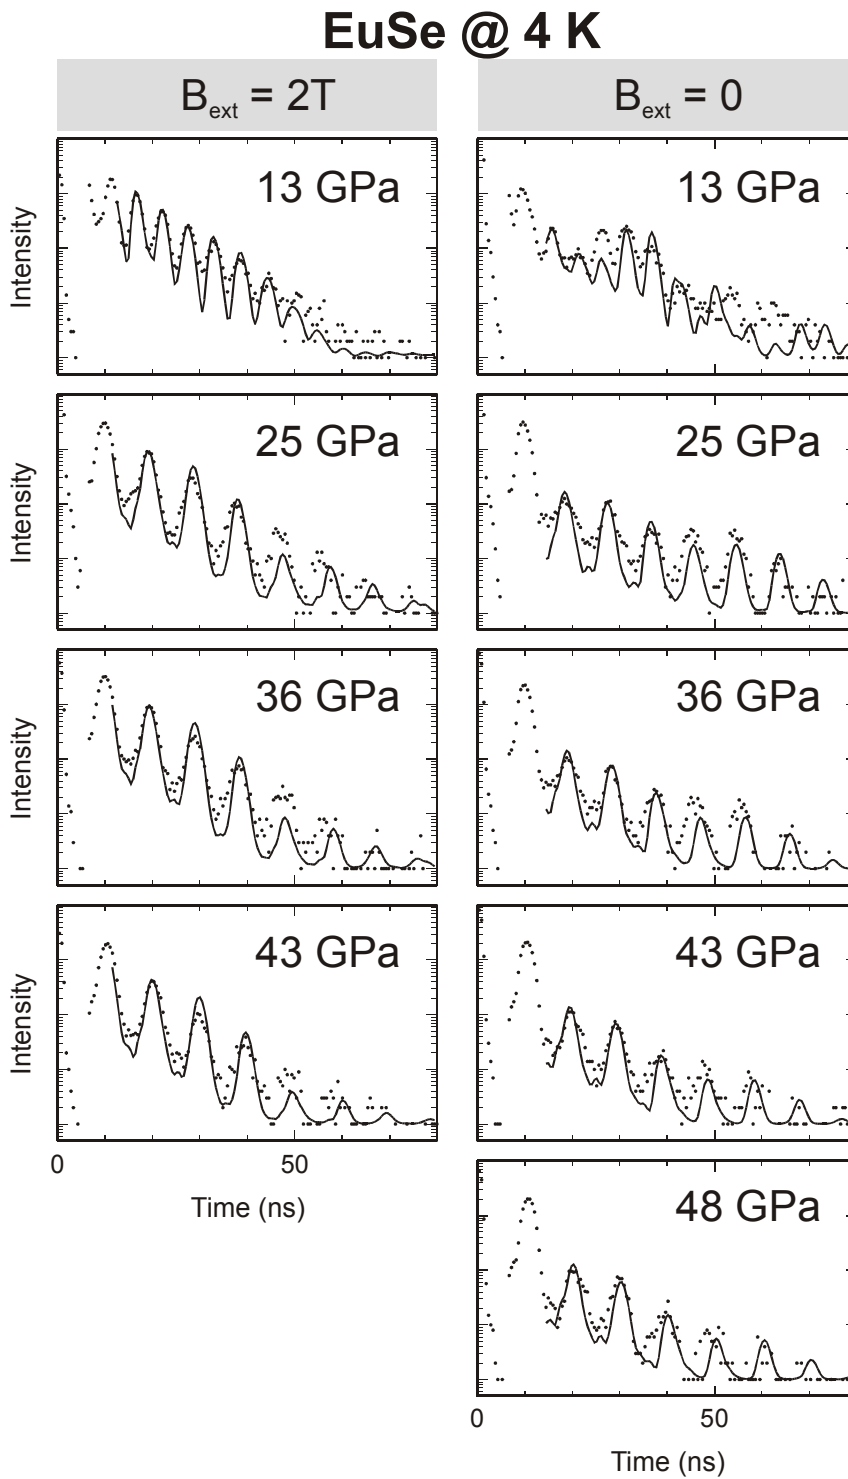 EuSe @ 4 K
B_ext = 2T
B_ext = 0
Intensity
13 GPa
13 GPa
Intensity
25 GPa
25 GPa
Intensity
36 GPa
36 GPa
Intensity
43 GPa
43 GPa
0 50
Time (ns)
48 GPa
0 50
Time (ns)